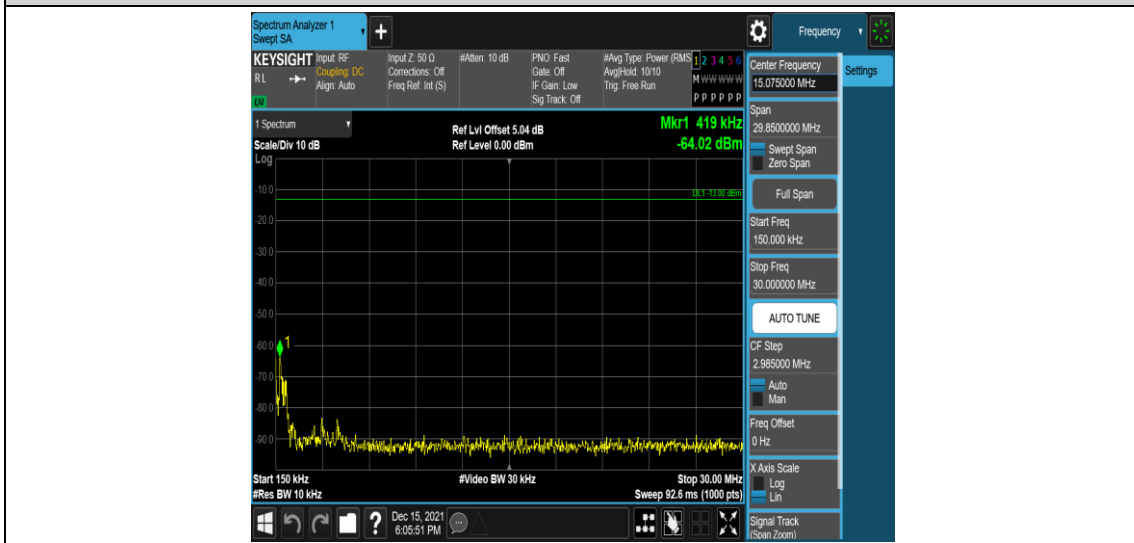 Spectrum Analyzer 1
Swept SA
+
Frequency
KEYSIGHT Input: RF Input Z: 50 Ω #Atten: 10 dB PNO: Fast #Avg Type: Power (RMS 1 2 3 4 5 6
RL Coupling: DC Corrections: Off Gate: Off Avg|Hold: 10/10 M W W W W W
Align: Auto Freq Ref: Int (S) IF Gain: Low Trig: Free Run
Sig Track: Off P P P P P P
1 Spectrum
Scale/Div 10 dB
Log
Ref Lvl Offset 5.04 dB
Ref Level 0.00 dBm
Mkr1 419 kHz
-64.02 dBm
DL1 -13.00 dBm
-10.0
-20.0
-30.0
-40.0
-50.0
-60.0
1
-70.0
-80.0
-90.0
Start 150 kHz #Video BW 30 kHz Stop 30.00 MHz
#Res BW 10 kHz Sweep 92.6 ms (1000 pts)
Center Frequency
15.075000 MHz
Settings
Span
29.8500000 MHz
Swept Span
Zero Span
Full Span
Start Freq
150.000 kHz
Stop Freq
30.000000 MHz
AUTO TUNE
CF Step
2.985000 MHz
Auto
Man
Freq Offset
0 Hz
X Axis Scale
Log
Lin
Signal Track
(Span Zoom)
?
Dec 15, 2021
6:05:51 PM